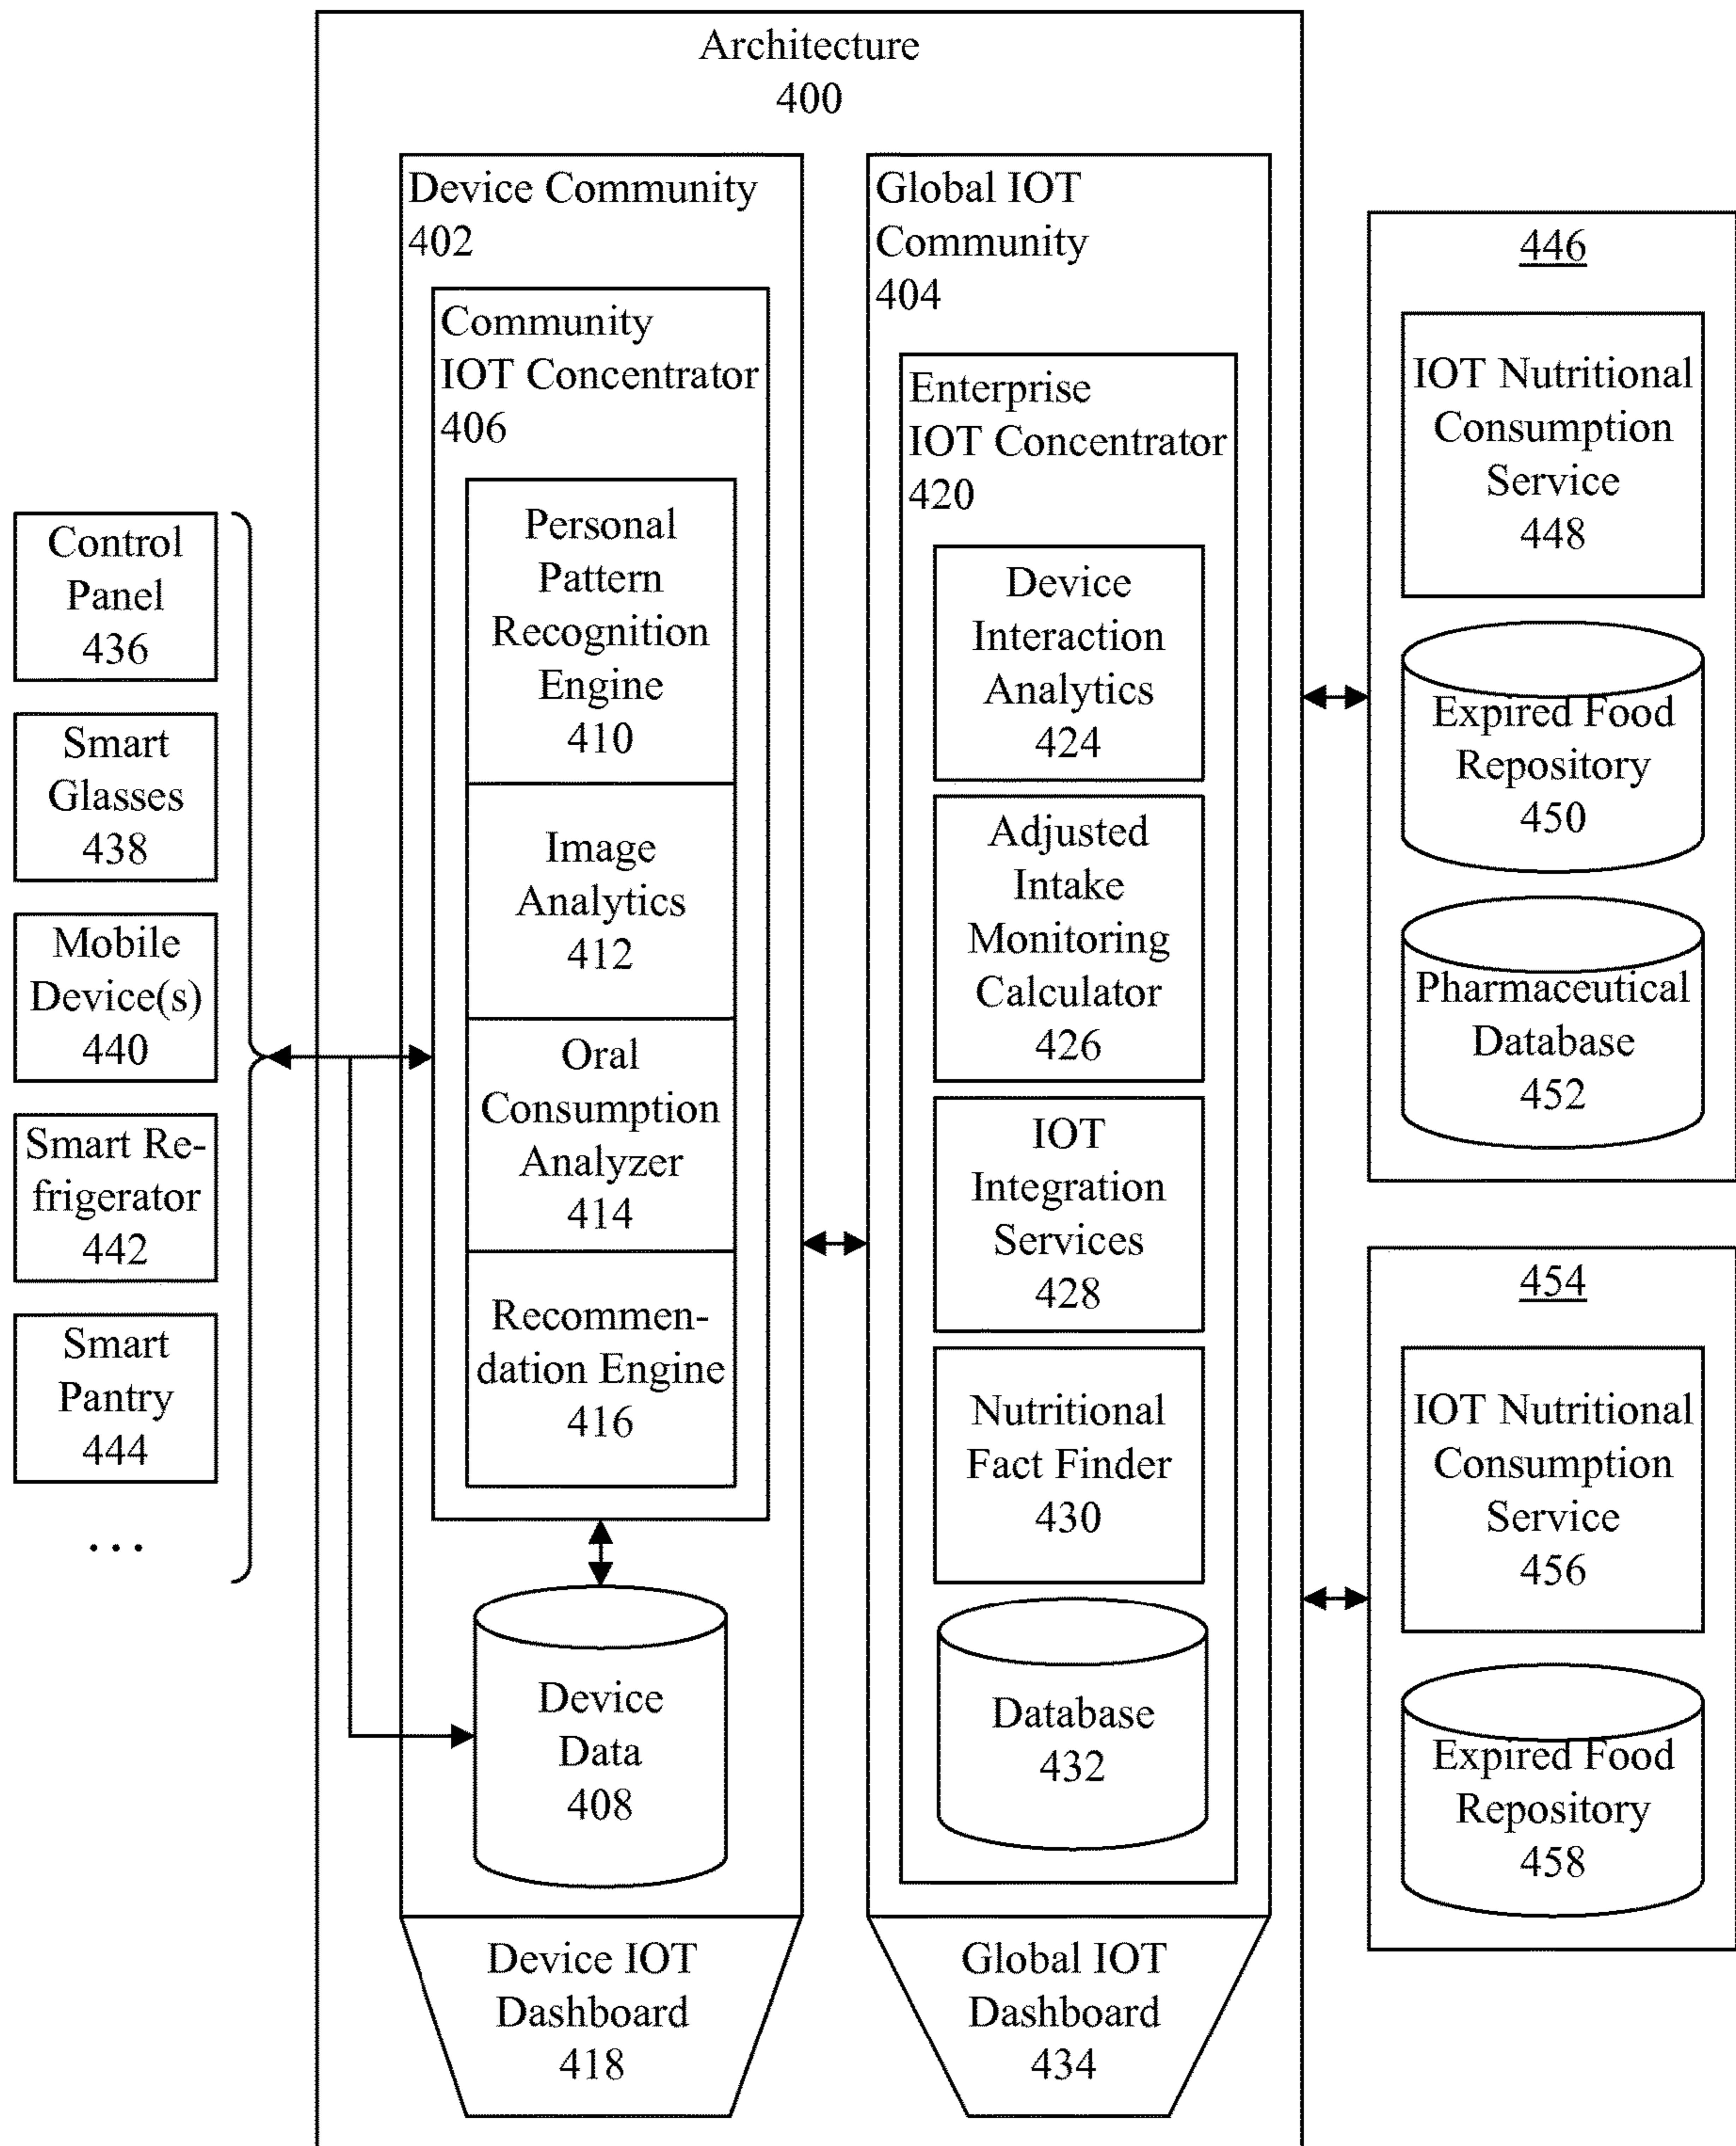 Architecture
400
Device Community
402
Community
IOT Concentrator
406
Personal
Pattern
Recognition
Engine
410
Image
Analytics
412
Oral
Consumption
Analyzer
414
Recommen-
dation Engine
416
Device
Data
408
Device IOT
Dashboard
418
Global IOT
Community
404
Enterprise
IOT Concentrator
420
Device
Interaction
Analytics
424
Adjusted
Intake
Monitoring
Calculator
426
IOT
Integration
Services
428
Nutritional
Fact Finder
430
Database
432
Global IOT
Dashboard
434
Control
Panel
436
Smart
Glasses
438
Mobile
Device(s)
440
Smart Re-
frigerator
442
Smart
Pantry
444
...
446
IOT Nutritional
Consumption
Service
448
Expired Food
Repository
450
Pharmaceutical
Database
452
454
IOT Nutritional
Consumption
Service
456
Expired Food
Repository
458